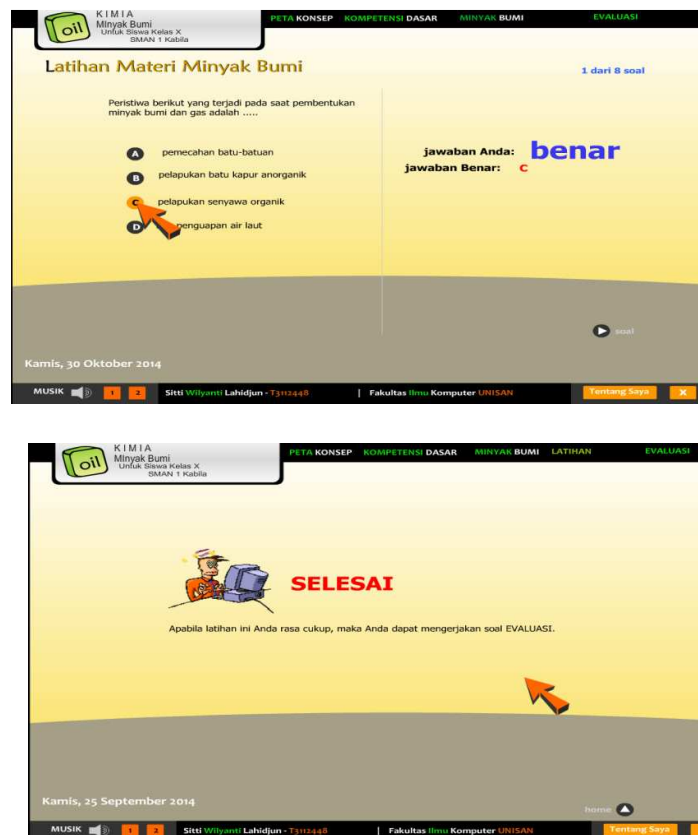 oil
KIMIA
MInyak Bumi
Untuk Siswa Kelas X
SMAN 1 Kabila
PETA KONSEP KOMPETENSI DASAR MINYAK BUMI EVALUASI
Latihan Materi Minyak Bumi
1 dari 8 soal
Peristiwa berikut yang terjadi pada saat pembentukan
minyak bumi dan gas adalah .....
A pemecahan batu-batuan
B pelapukan batu kapur anorganik
C pelapukan senyawa organik
D penguapan air laut
jawaban Anda: benar
jawaban Benar: C
soal
Kamis, 30 Oktober 2014
MUSIK 1 2 Sitti Wilyanti Lahidjun - T3112448 | Fakultas Ilmu Komputer UNISAN Tentang Saya X
oil
KIMIA
MInyak Bumi
Untuk Siswa Kelas X
SMAN 1 Kabila
PETA KONSEP KOMPETENSI DASAR MINYAK BUMI LATIHAN EVALUASI
SELESAI
Apabila latihan ini Anda rasa cukup, maka Anda dapat mengerjakan soal EVALUASI.
Kamis, 25 September 2014
home
MUSIK 1 2 Sitti Wilyanti Lahidjun - T3112448 | Fakultas Ilmu Komputer UNISAN Tentang Saya